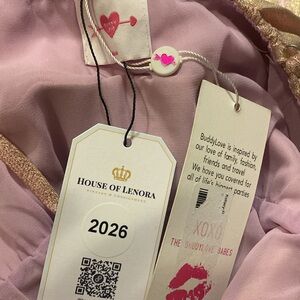 HOUSE OF LENORA
2026
BuddyLove is inspired by
our love of family, fashion,
friends and travel
We have you covered for
all of life's biggest parties
XOXO
THE BUDDYLOVE BABES